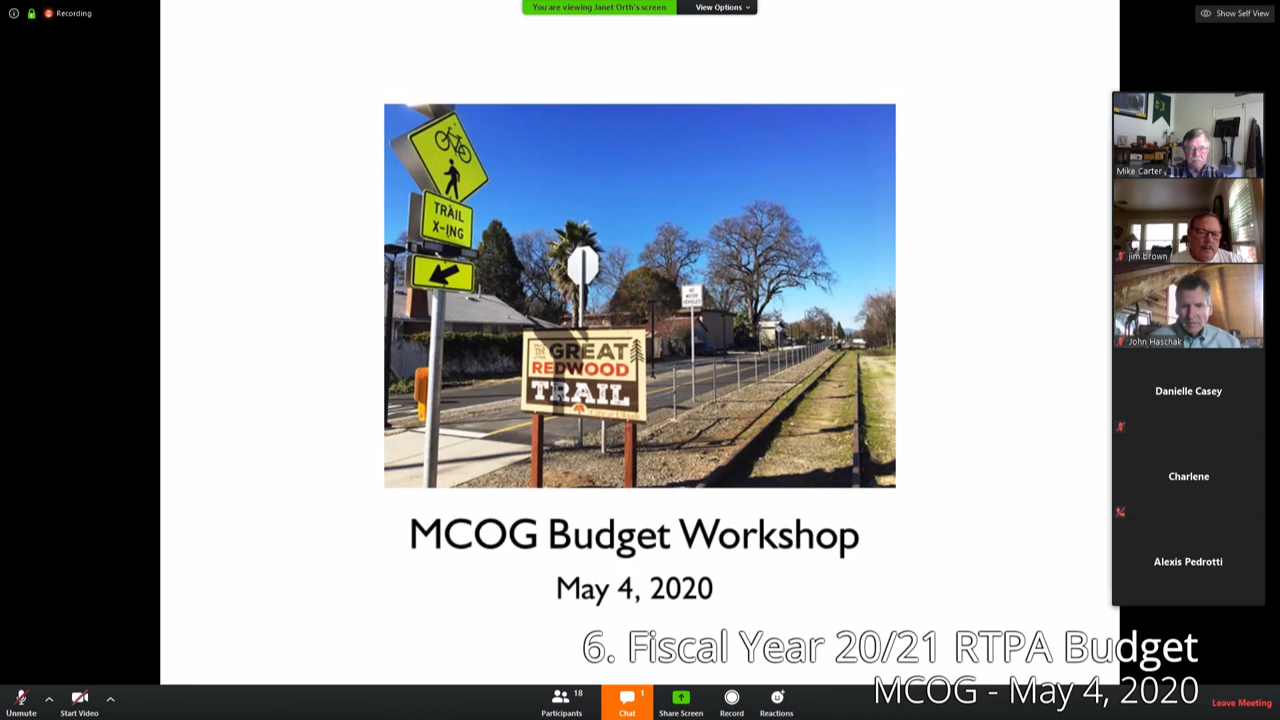 Recording
You are viewing Janet Orth's screen
View Options
Show Self View
TRAIL
X-ING
NO
MOTOR
VEHICLES
THE
GREAT
REDWOOD
TRAIL
MCOG Budget Workshop
May 4, 2020
Mike Carter
jim brown
John Haschak
Danielle Casey
Charlene
Alexis Pedrotti
6. Fiscal Year 20/21 RTPA Budget
MCOG - May 4, 2020
Unmute
Start Video
18
Participants
1
Chat
Share Screen
Record
Reactions
Leave Meeting